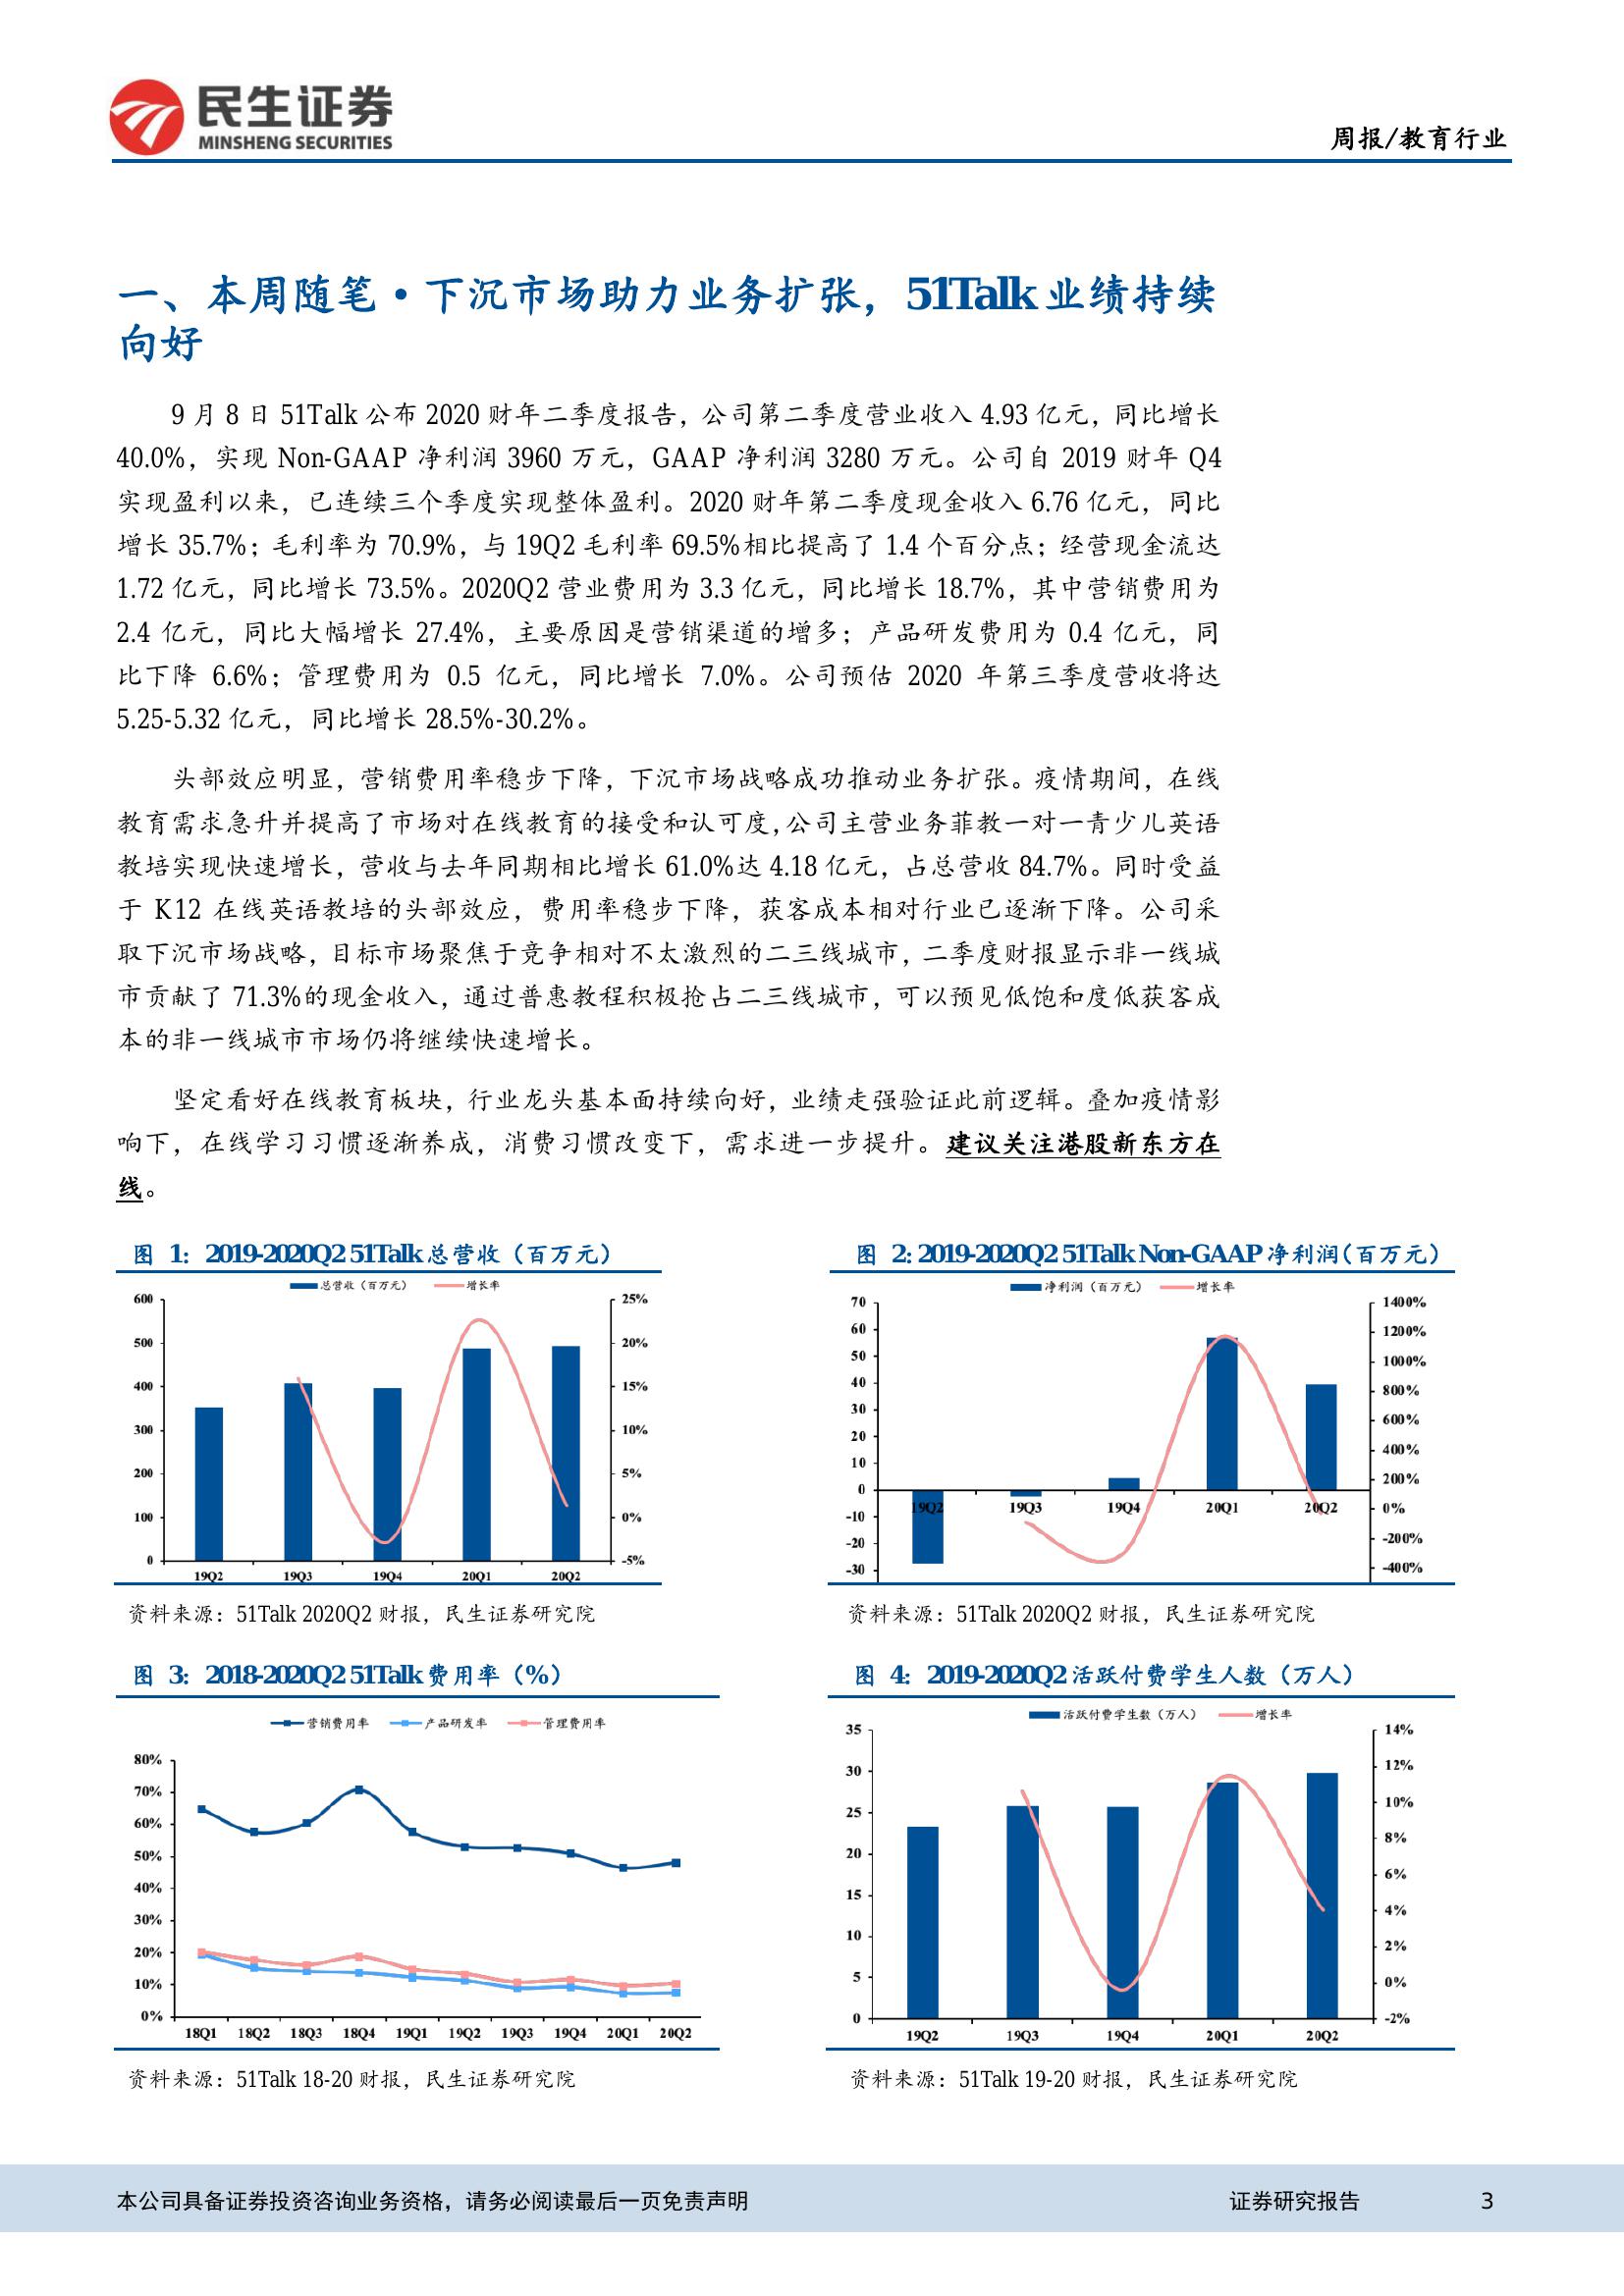 民生证券
MINSHENG SECURITIES
周报/教育行业
一、本周随笔·下沉市场助力业务扩张，51Talk 业绩持续
向好
9 月 8 日 51Talk 公布 2020 财年二季度报告，公司第二季度营业收入 4.93 亿元，同比增长
40.0%，实现 Non-GAAP 净利润 3960 万元，GAAP 净利润 3280 万元。公司自 2019 财年 Q4
实现盈利以来，已连续三个季度实现整体盈利。2020 财年第二季度现金收入 6.76 亿元，同比
增长 35.7%；毛利率为 70.9%，与 19Q2 毛利率 69.5%相比提高了 1.4 个百分点；经营现金流达
1.72 亿元，同比增长 73.5%。2020Q2 营业费用为 3.3 亿元，同比增长 18.7%，其中营销费用为
2.4 亿元，同比大幅增长 27.4%，主要原因是营销渠道的增多；产品研发费用为 0.4 亿元，同
比下降 6.6%；管理费用为 0.5 亿元，同比增长 7.0%。公司预估 2020 年第三季度营收将达
5.25-5.32 亿元，同比增长 28.5%-30.2%。
头部效应明显，营销费用率稳步下降，下沉市场战略成功推动业务扩张。疫情期间，在线
教育需求急升并提高了市场对在线教育的接受和认可度，公司主营业务菲教一对一青少儿英语
教培实现快速增长，营收与去年同期相比增长 61.0%达 4.18 亿元，占总营收 84.7%。同时受益
于 K12 在线英语教培的头部效应，费用率稳步下降，获客成本相对行业已逐渐下降。公司采
取下沉市场战略，目标市场聚焦于竞争相对不太激烈的二三线城市，二季度财报显示非一线城
市贡献了 71.3%的现金收入，通过普惠教程积极抢占二三线城市，可以预见低饱和度低获客成
本的非一线城市市场仍将继续快速增长。
坚定看好在线教育板块，行业龙头基本面持续向好，业绩走强验证此前逻辑。叠加疫情影
响下，在线学习习惯逐渐养成，消费习惯改变下，需求进一步提升。建议关注港股新东方在
线。
图 1：2019-2020Q2 51Talk 总营收（百万元）
总营收（百万元） 增长率
600
500
400
300
200
100
0
25%
20%
15%
10%
5%
0%
-5%
19Q2 19Q3 19Q4 20Q1 20Q2
资料来源：51Talk 2020Q2 财报，民生证券研究院
图 2: 2019-2020Q2 51Talk Non-GAAP 净利润（百万元）
净利润（百万元） 增长率
70
60
50
40
30
20
10
0
-10
-20
-30
1400%
1200%
1000%
800%
600%
400%
200%
0%
-200%
-400%
19Q2 19Q3 19Q4 20Q1 20Q2
资料来源：51Talk 2020Q2 财报，民生证券研究院
图 3：2018-2020Q2 51Talk 费用率（%）
营销费用率 产品研发率 管理费用率
80%
70%
60%
50%
40%
30%
20%
10%
0%
18Q1 18Q2 18Q3 18Q4 19Q1 19Q2 19Q3 19Q4 20Q1 20Q2
资料来源：51Talk 18-20 财报，民生证券研究院
图 4：2019-2020Q2 活跃付费学生人数（万人）
活跃付费学生数（万人） 增长率
35
30
25
20
15
10
5
0
14%
12%
10%
8%
6%
4%
2%
0%
-2%
19Q2 19Q3 19Q4 20Q1 20Q2
资料来源：51Talk 19-20 财报，民生证券研究院
本公司具备证券投资咨询业务资格，请务必阅读最后一页免责声明 证券研究报告 3